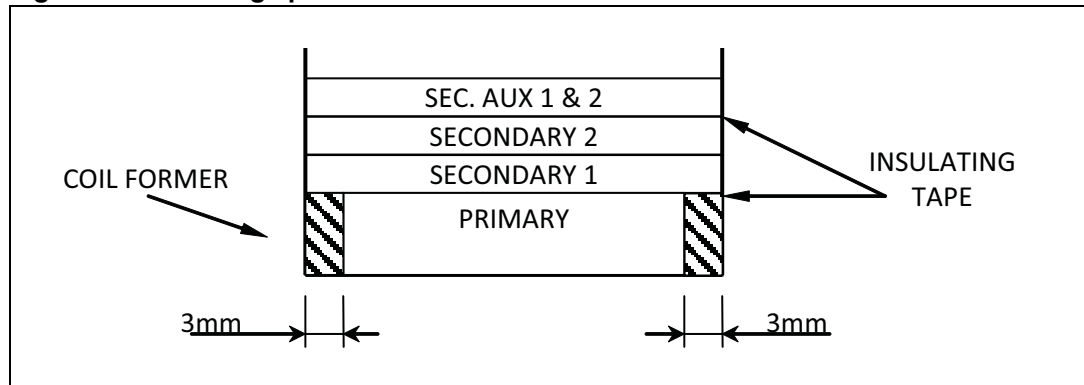 SEC. AUX 1 & 2
SECONDARY 2
SECONDARY 1
PRIMARY
COIL FORMER
INSULATING
TAPE
3mm
3mm